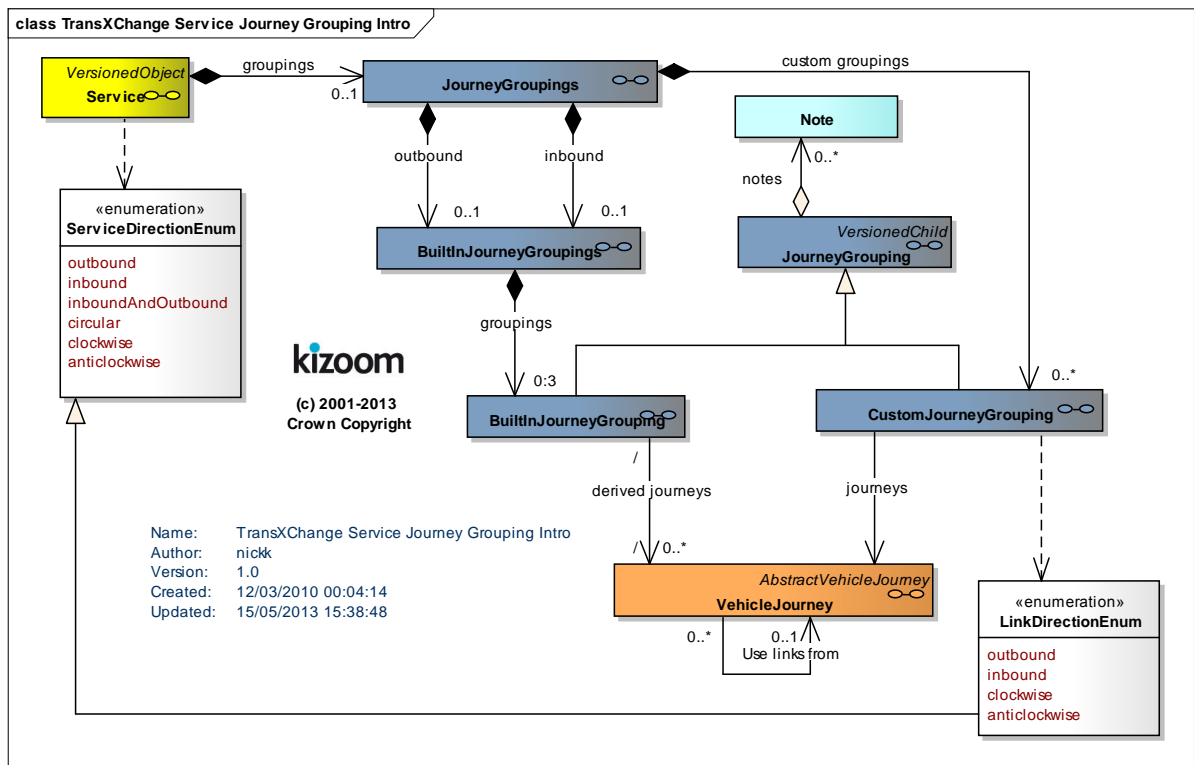 class TransXChange Service Journey Grouping Intro
VersionedObject
Service
groupings
0..1
JourneyGroupings
custom groupings
Note
0..*
notes
outbound
inbound
0..1
0..1
«enumeration»
ServiceDirectionEnum
outbound
inbound
inboundAndOutbound
circular
clockwise
anticlockwise
BuiltInJourneyGroupings
VersionedChild
JourneyGrouping
groupings
0:3
kizoom
(c) 2001-2013
Crown Copyright
0..*
BuiltInJourneyGrouping
CustomJourneyGrouping
/
derived journeys
/
0..*
journeys
Name: TransXChange Service Journey Grouping Intro
Author: nickk
Version: 1.0
Created: 12/03/2010 00:04:14
Updated: 15/05/2013 15:38:48
AbstractVehicleJourney
VehicleJourney
0..*
0..1
Use links from
«enumeration»
LinkDirectionEnum
outbound
inbound
clockwise
anticlockwise